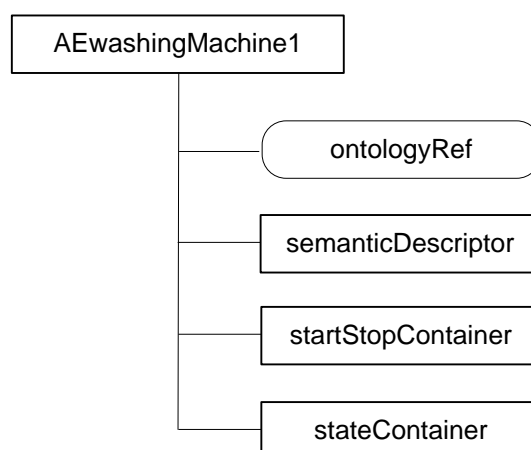 AEwashingMachine1
ontologyRef
semanticDescriptor
startStopContainer
stateContainer